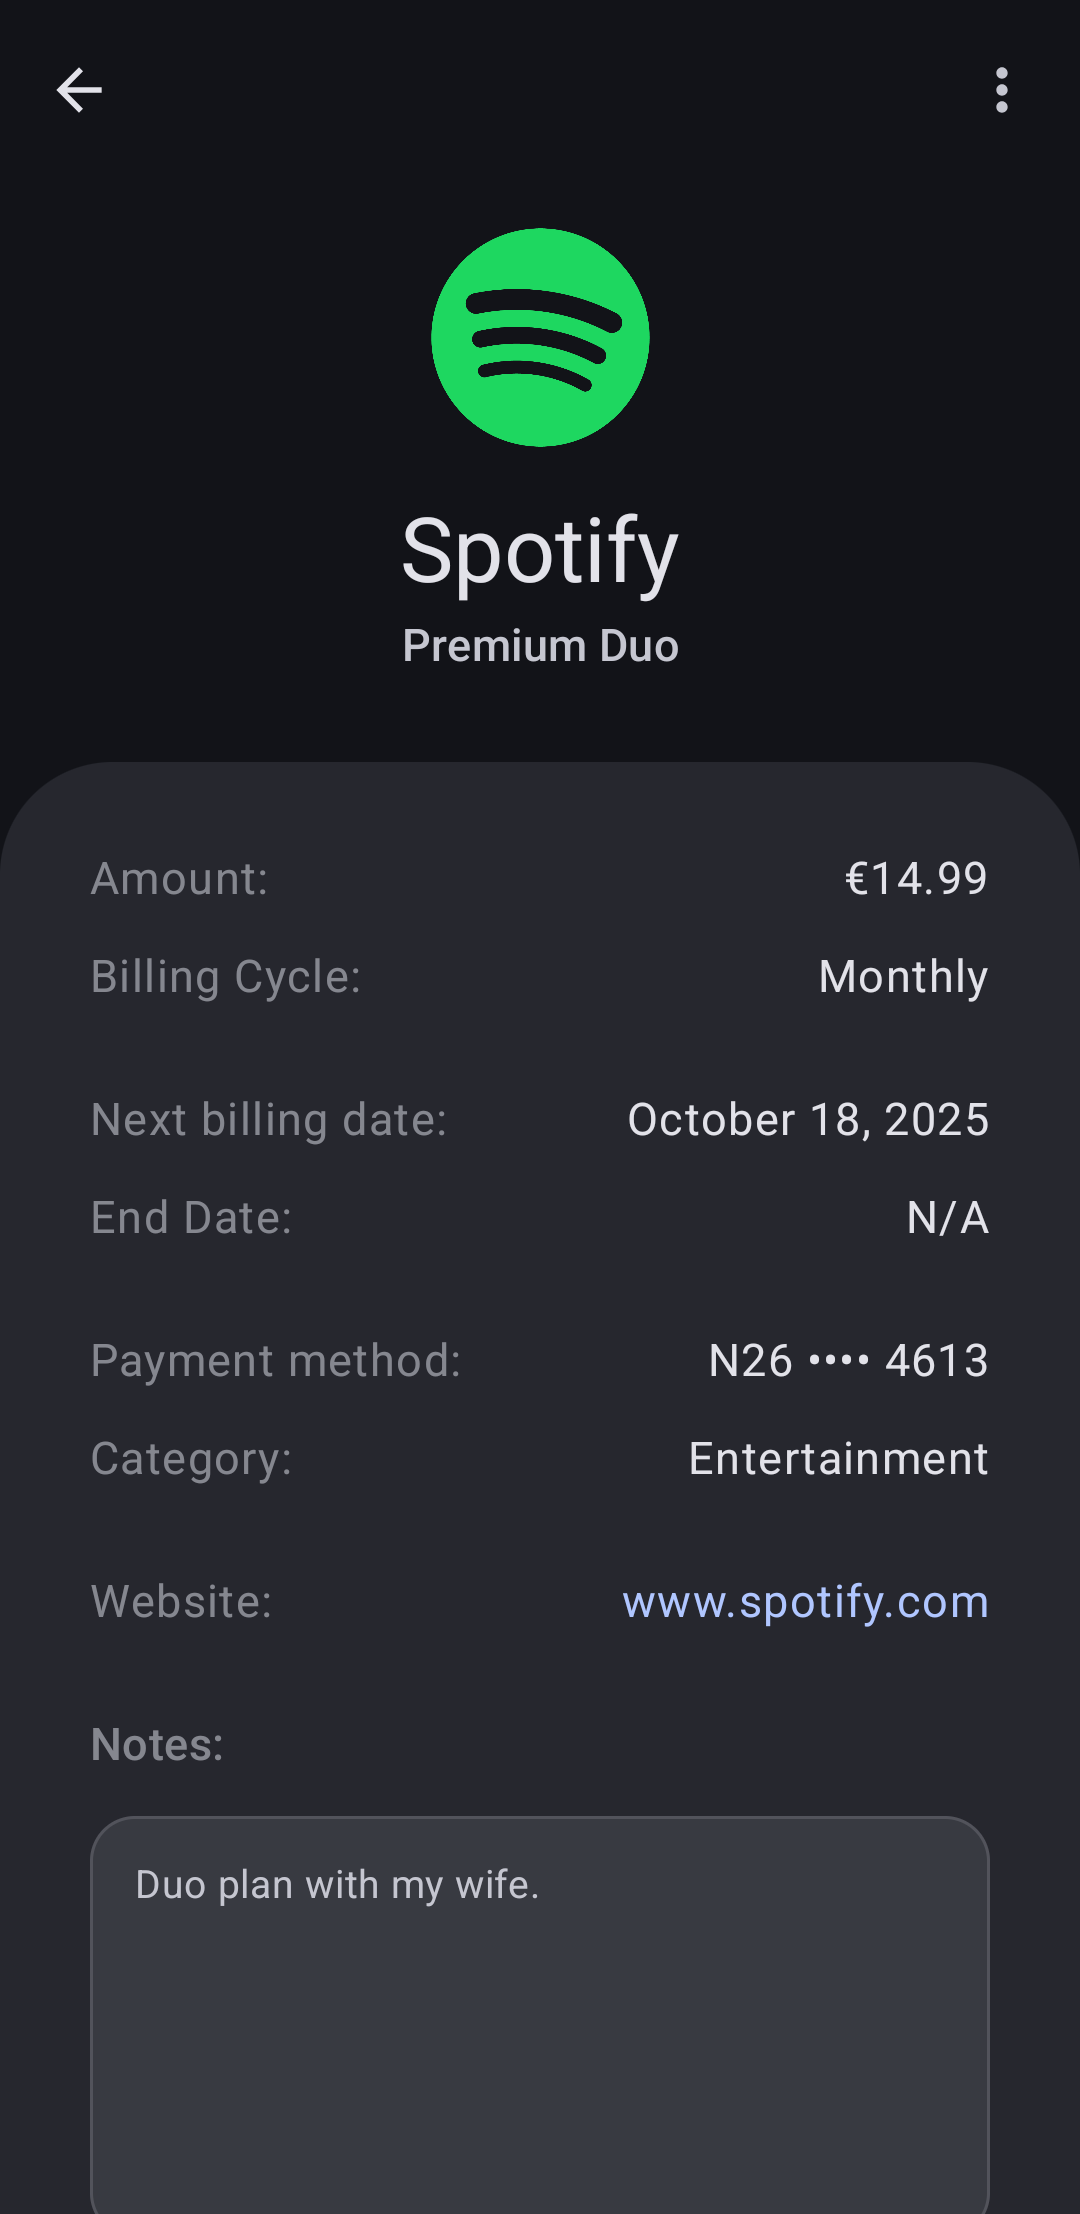 Spotify
Premium Duo
Amount: €14.99
Billing Cycle: Monthly
Next billing date: October 18, 2025
End Date: N/A
Payment method: N26 •••• 4613
Category: Entertainment
Website: www.spotify.com
Notes:
Duo plan with my wife.